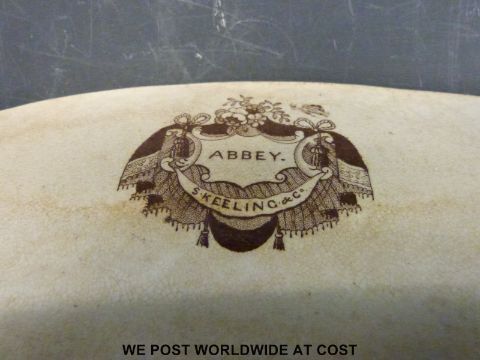 ABBEY.
S. KEELING & Co.
WE POST WORLDWIDE AT COST